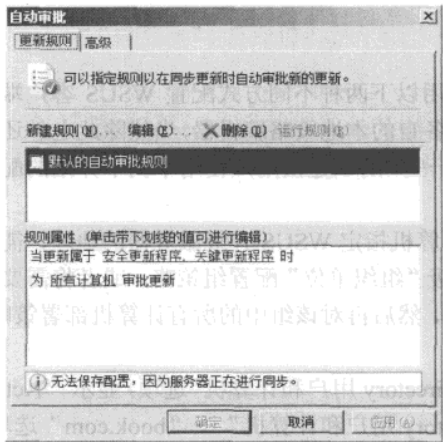 自动审批
更新规则 高级
可以指定规则以在同步更新时自动审批新的更新。
新建规则(W) 编辑(E) 删除(D) 运行规则(R)
默认的自动审批规则
规则属性 (单击带下划线的值可进行编辑)
当更新属于 安全更新程序、关键更新程序 时
为 所有计算机 审批更新
无法保存配置，因为服务器正在进行同步。
确定 取消 应用(A)